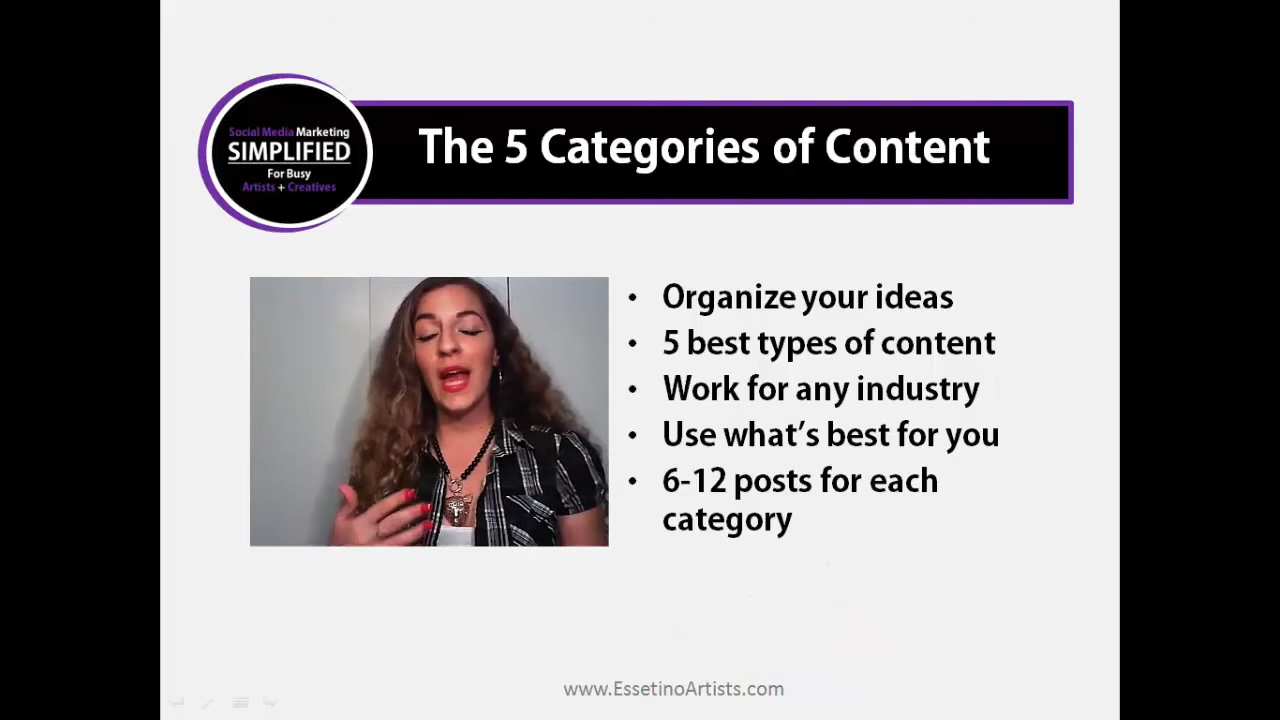 Social Media Marketing
SIMPLIFIED
For Busy
Artists + Creatives
The 5 Categories of Content
• Organize your ideas
• 5 best types of content
• Work for any industry
• Use what's best for you
• 6-12 posts for each
category
www.EssetinoArtists.com